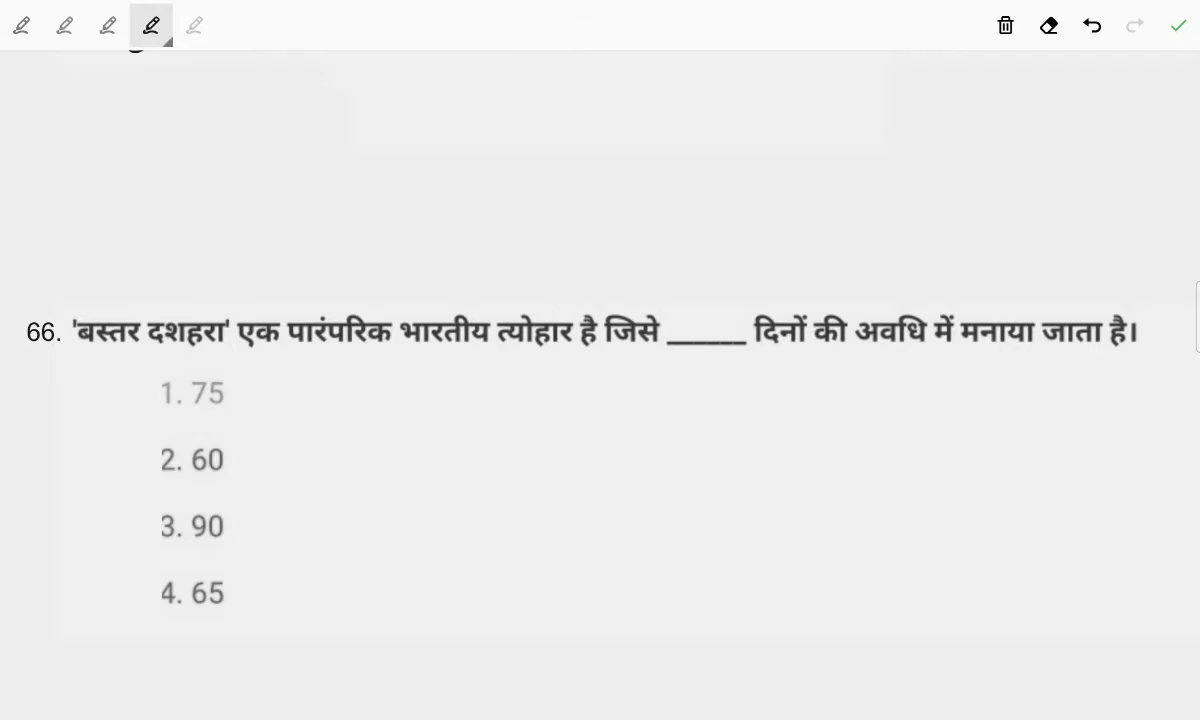 66. 'बस्तर दशहरा' एक पारंपरिक भारतीय त्योहार है जिसे ______ दिनों की अवधि में मनाया जाता है।
1. 75
2. 60
3. 90
4. 65